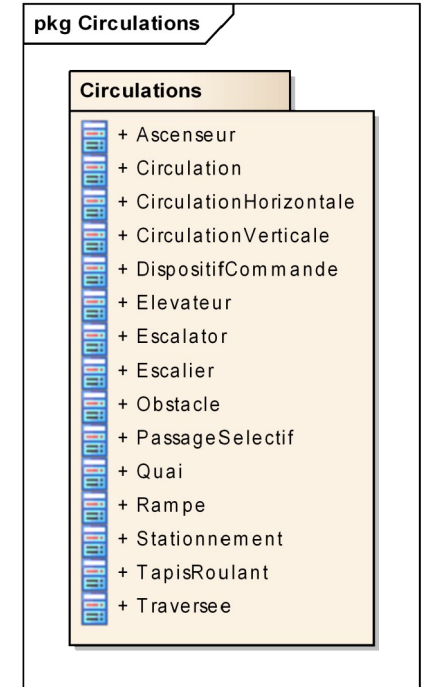 pkg Circulations
Circulations
+ Ascenseur
+ Circulation
+ CirculationHorizontale
+ CirculationVerticale
+ DispositifCommande
+ Elevateur
+ Escalator
+ Escalier
+ Obstacle
+ PassageSelectif
+ Quai
+ Rampe
+ Stationnement
+ TapisRoulant
+ Traversee